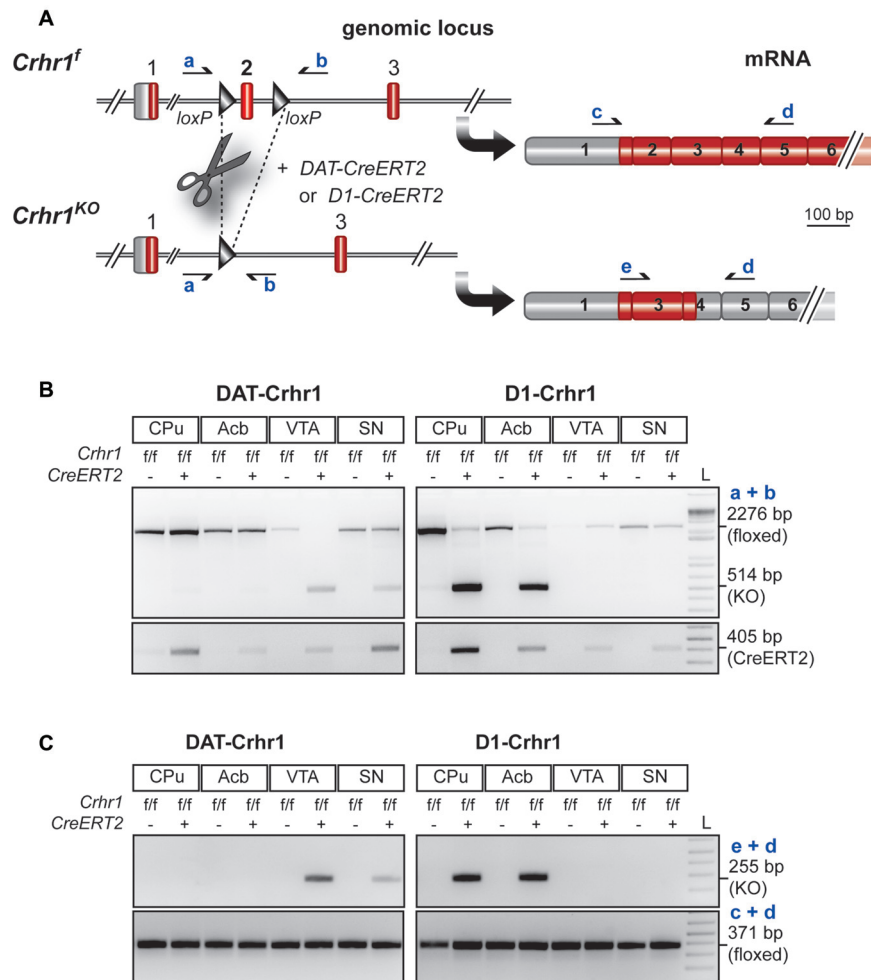 A
genomic locus
Crhr1f
1
a
2
b
3
mRNA
loxP
loxP
c
d
1 2 3 4 5 6
+ DAT-CreERT2
or D1-CreERT2
Crhr1KO
100 bp
1
3
a
b
e
d
1 3 4 5 6
B
DAT-Crhr1
D1-Crhr1
CPu Acb VTA SN CPu Acb VTA SN
Crhr1 f/f f/f f/f f/f f/f f/f f/f f/f f/f f/f f/f f/f f/f f/f f/f f/f
CreERT2 - + - + - + - + - + - + - + - + L
a + b
2276 bp
(floxed)
514 bp
(KO)
405 bp
(CreERT2)
C
DAT-Crhr1
D1-Crhr1
CPu Acb VTA SN CPu Acb VTA SN
Crhr1 f/f f/f f/f f/f f/f f/f f/f f/f f/f f/f f/f f/f f/f f/f f/f f/f
CreERT2 - + - + - + - + - + - + - + - + L
e + d
255 bp
(KO)
c + d
371 bp
(floxed)